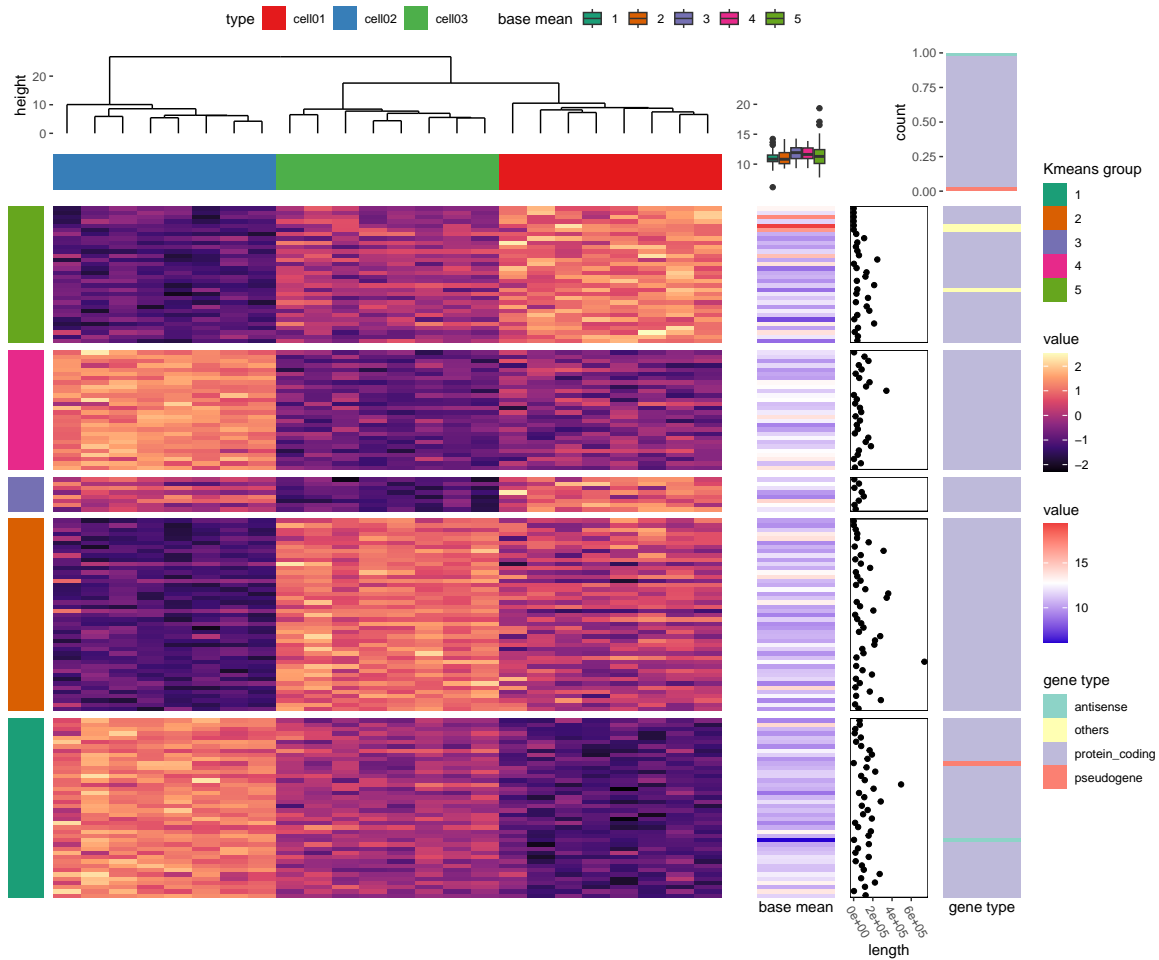 type cell01 cell02 cell03 base mean 1 2 3 4 5
height
20
10
0
20
15
10
count
1.00
0.75
0.50
0.25
0.00
Kmeans group
1
2
3
4
5
value
2
1
0
−1
−2
value
15
10
gene type
antisense
others
protein_coding
pseudogene
base mean
0e+00
2e+05
4e+05
6e+05
length
gene type